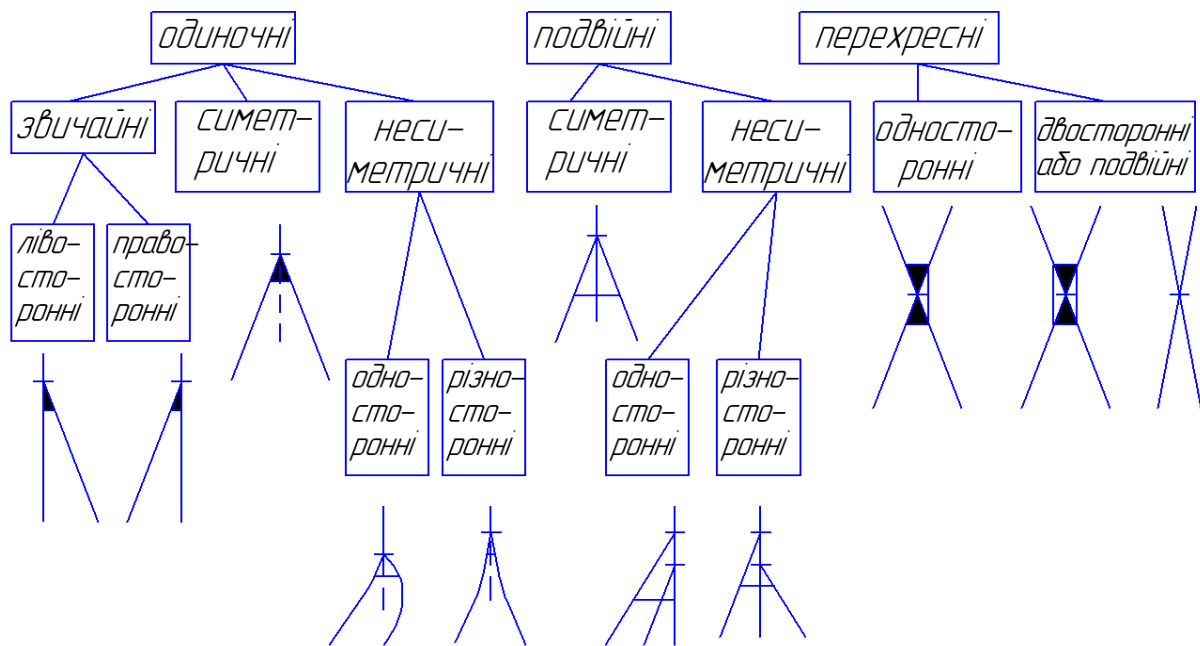 одиночні
подвійні
перехресні
звичайні
симет-
ричні
неси-
метричні
симет-
ричні
неси-
метричні
односто-
ронні
двосторонні
або подвійні
ліво-
сто-
ронні
право-
сто-
ронні
одно-
сто-
ронні
різно-
сто-
ронні
одно-
сто-
ронні
різно-
сто-
ронні